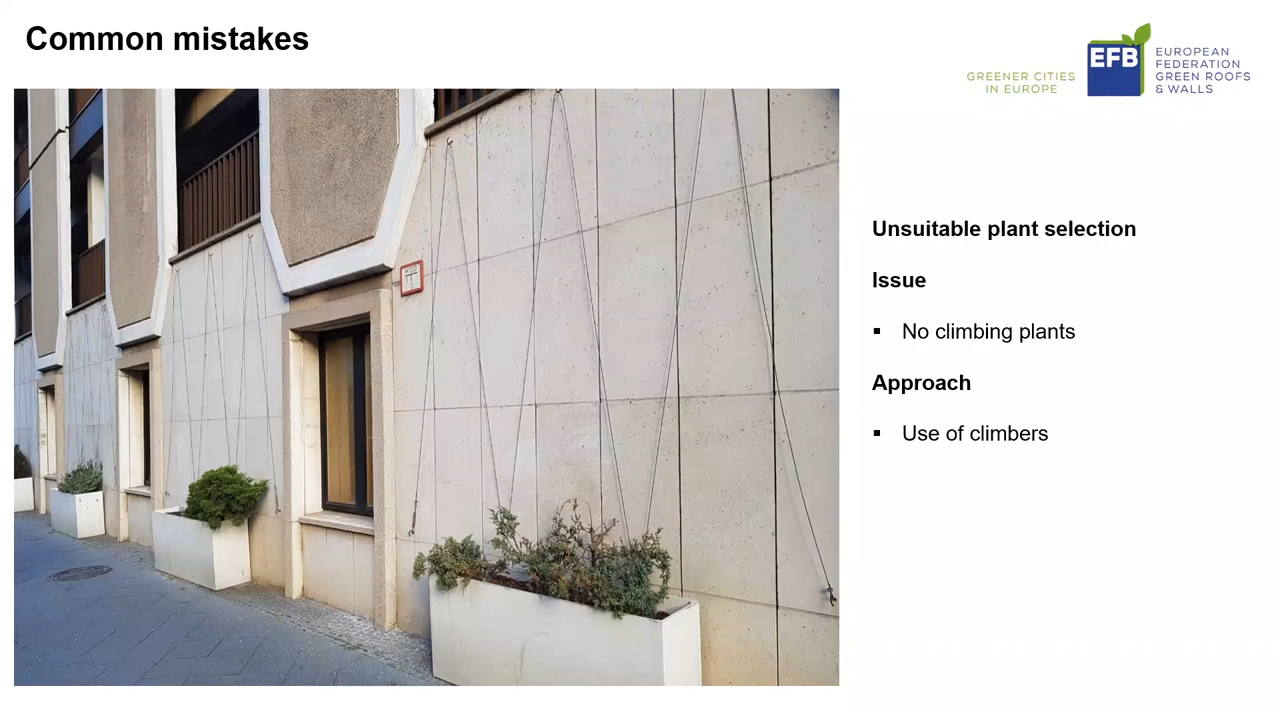 Common mistakes
GREENER CITIES
IN EUROPE
EFB
EUROPEAN
FEDERATION
GREEN ROOFS
& WALLS
Unsuitable plant selection
Issue
▪ No climbing plants
Approach
▪ Use of climbers